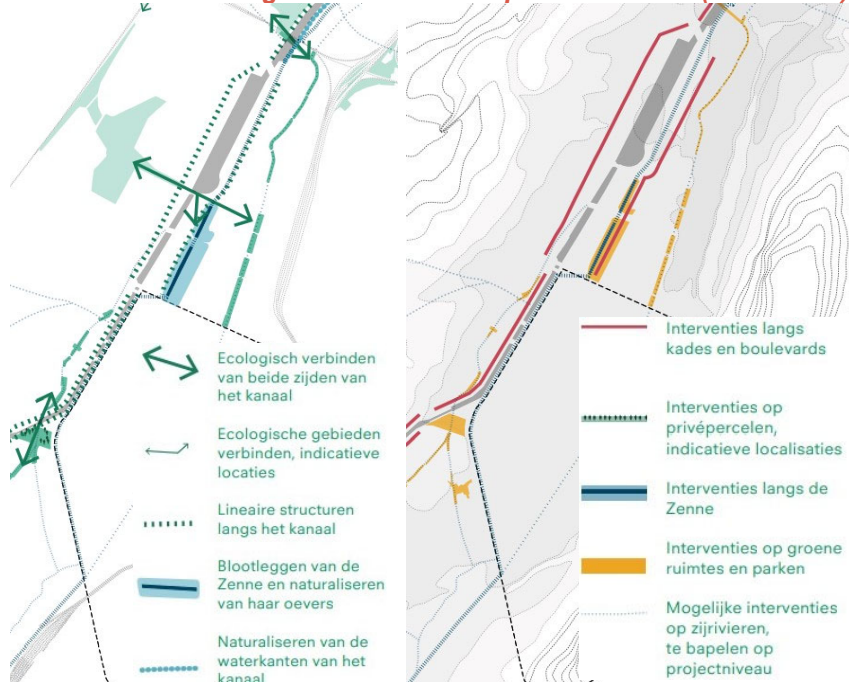 Ecologisch verbinden
van beide zijden van
het kanaal
Ecologische gebieden
verbinden, indicatieve
locaties
Lineaire structuren
langs het kanaal
Blootleggen van de
Zenne en naturaliseren
van haar oevers
Naturaliseren van de
waterkanten van het
kanaal
Interventies langs
kades en boulevards
Interventies op
privépercelen,
indicatieve localisaties
Interventies langs de
Zenne
Interventies op groene
ruimtes en parken
Mogelijke interventies
op zijrivieren,
te bapelen op
projectniveau